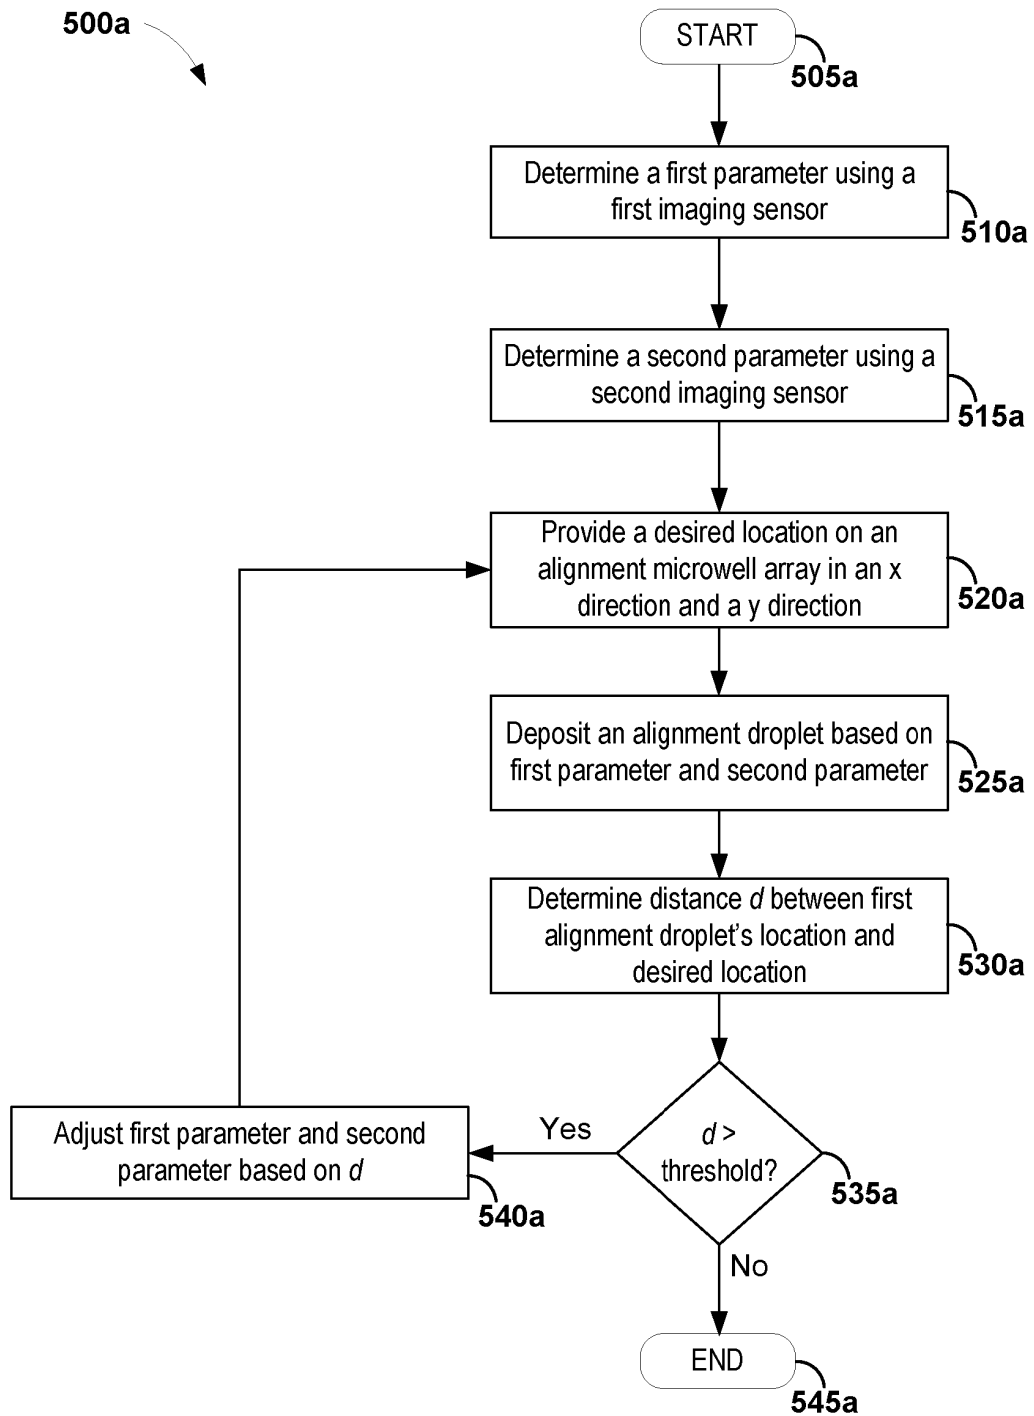 500a
START
505a
Determine a first parameter using a
first imaging sensor
510a
Determine a second parameter using a
second imaging sensor
515a
Provide a desired location on an
alignment microwell array in an x
direction and a y direction
520a
Deposit an alignment droplet based on
first parameter and second parameter
525a
Determine distance d between first
alignment droplet's location and
desired location
530a
d >
threshold?
535a
Yes
Adjust first parameter and second
parameter based on d
540a
No
END
545a